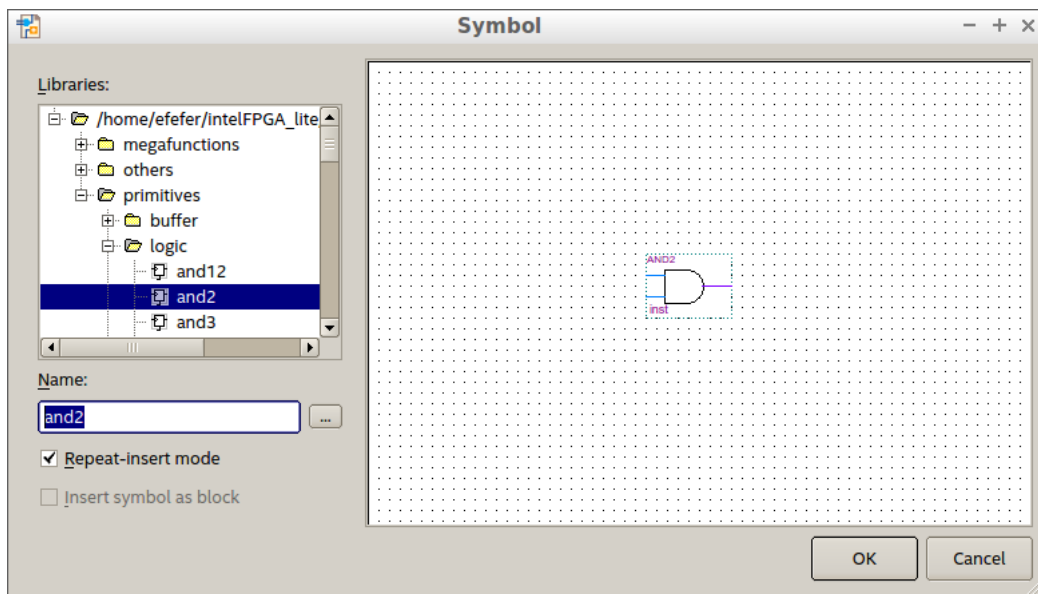 Symbol
Libraries:
/home/efefer/intelFPGA_lite
megafunctions
others
primitives
buffer
logic
and12
and2
and3
Name:
and2
...
Repeat-insert mode
Insert symbol as block
AND2
inst
OK
Cancel